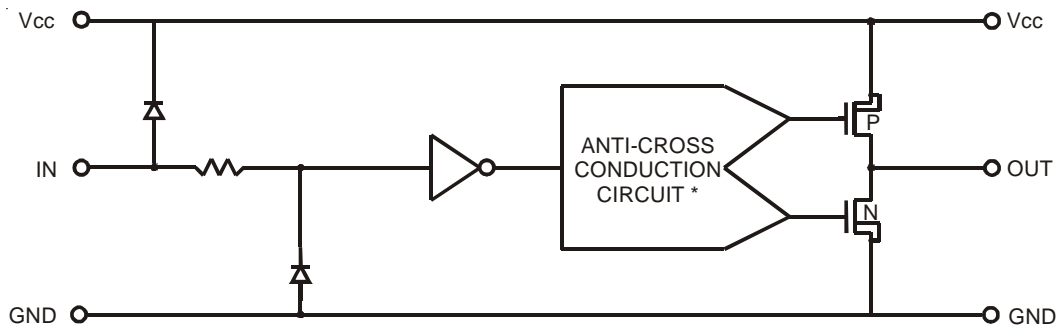 Vcc
Vcc
P
ANTI-CROSS
CONDUCTION
CIRCUIT *
IN
OUT
N
GND
GND